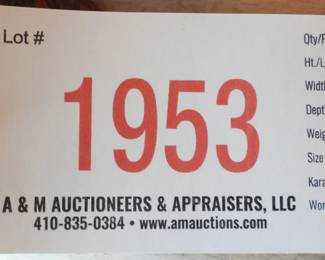 Lot #
1953
A & M AUCTIONEERS & APPRAISERS, LLC
410-835-0384 • www.amauctions.com
Qty/
Ht./L
Width
Dept
Weig
Size
Kara
Wor